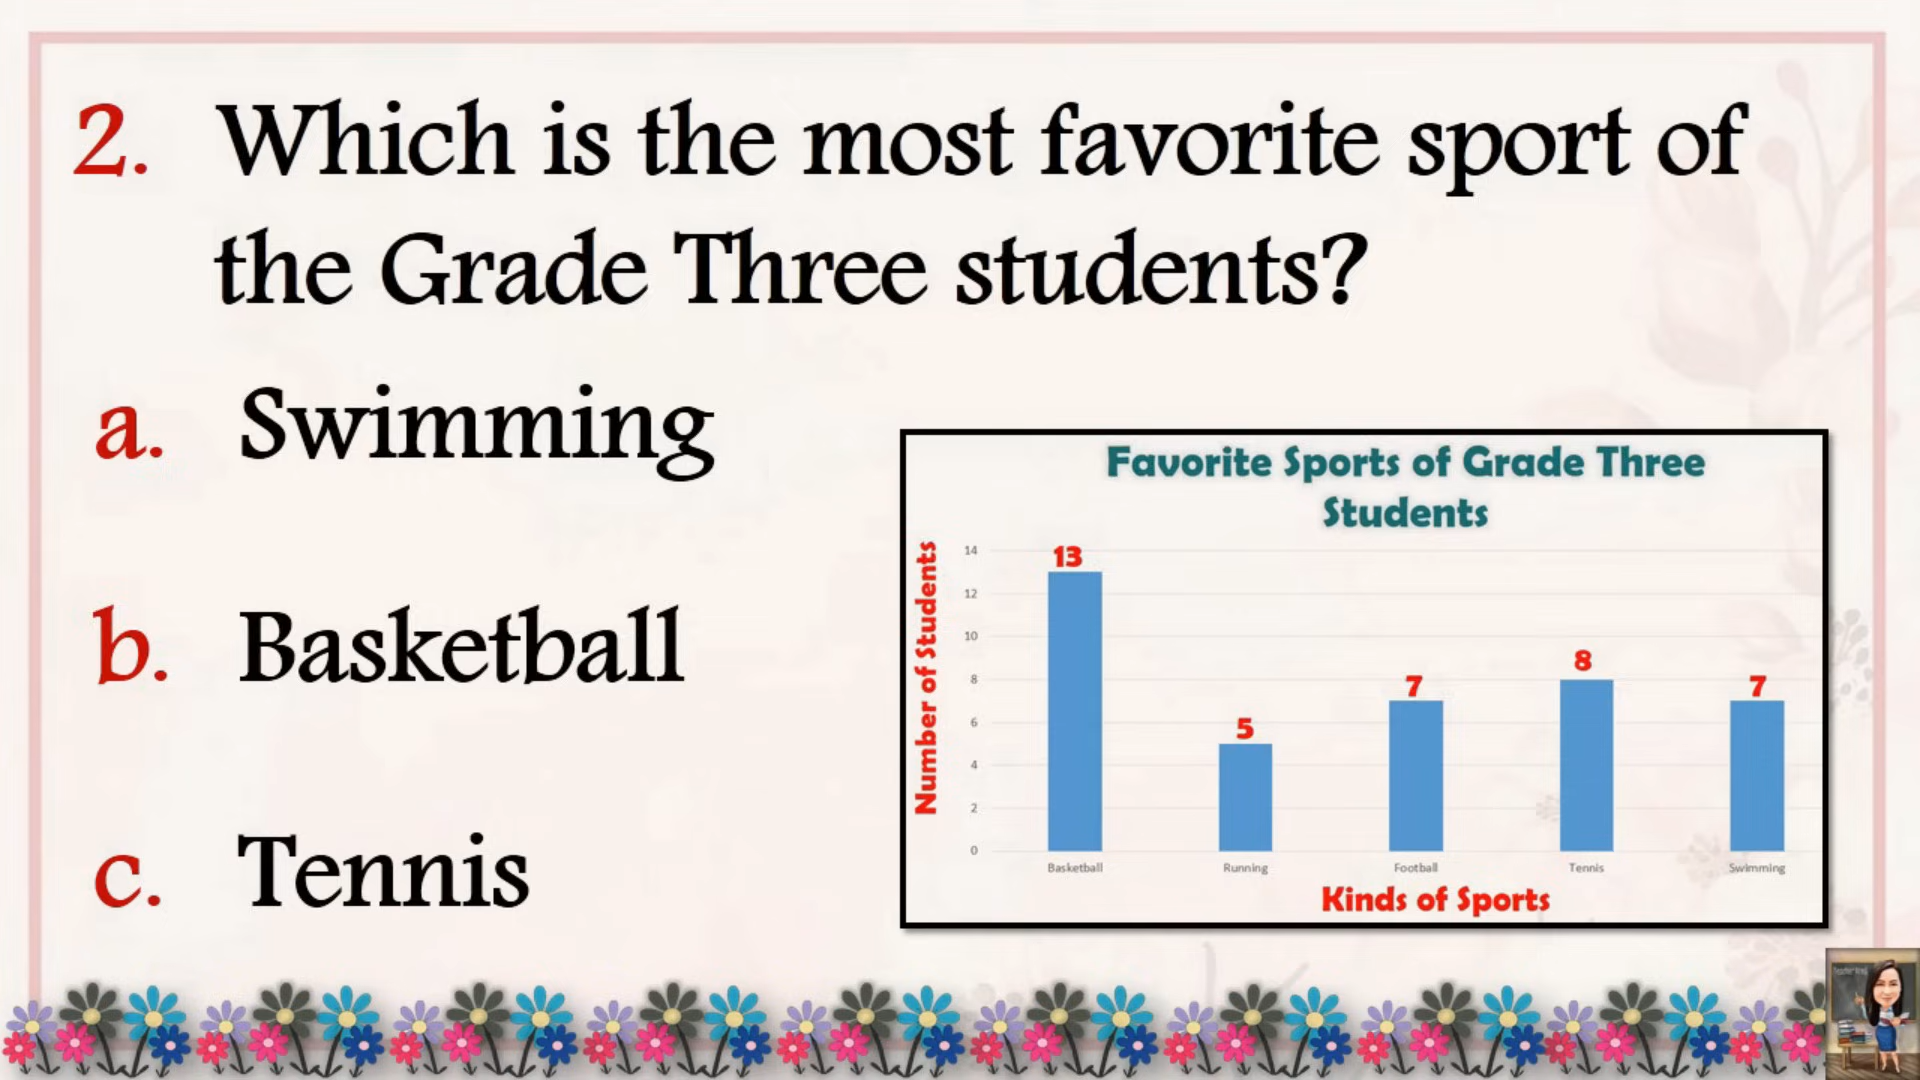 2. Which is the most favorite sport of
the Grade Three students?
a. Swimming
b. Basketball
c. Tennis
Favorite Sports of Grade Three
Students
Number of Students
14
12
10
8
6
4
2
0
13
5
7
8
7
Basketball Running Football Tennis Swimming
Kinds of Sports